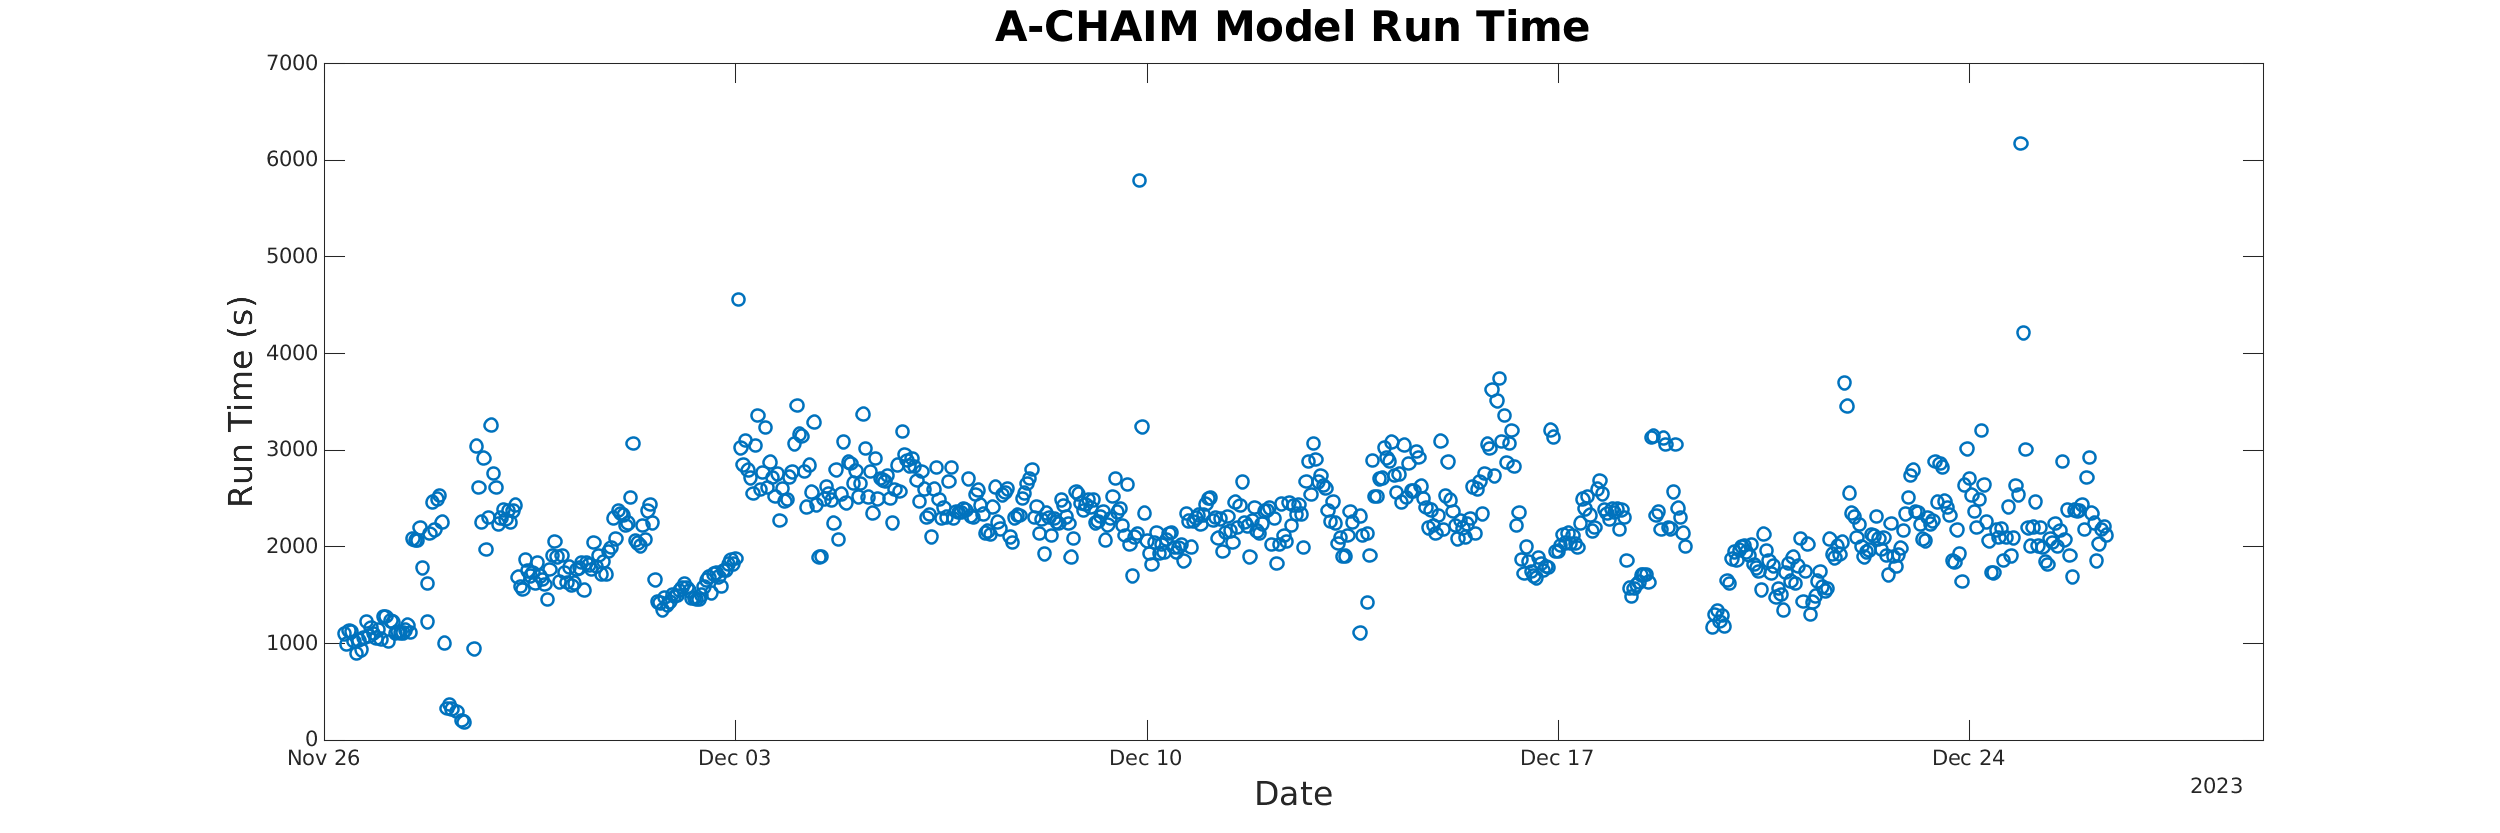 A-CHAIM Model Run Time
7000
6000
5000
4000
3000
2000
1000
0
Run Time (s)
Nov 26 Dec 03 Dec 10 Dec 17 Dec 24
Date
2023